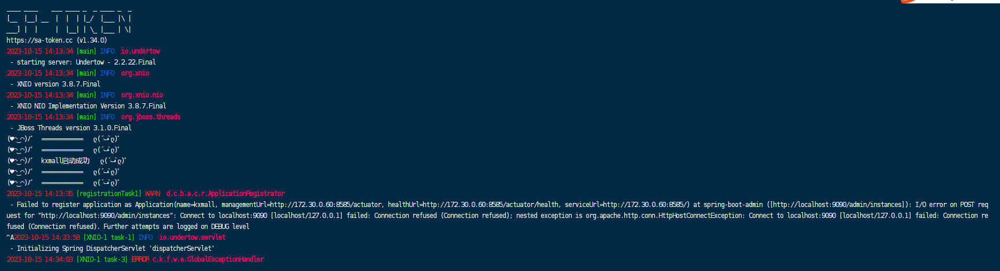 ____ ____    ___ ____ _  _ ____ _  _
[__  |__| __  |  |  | |_/  |___ |\ |
___] |  |     |  |__| | \_ |___ | \|
https://sa-token.cc (v1.34.0)
2023-10-15 14:13:34 [main] INFO  io.undertow
 - starting server: Undertow - 2.2.22.Final
2023-10-15 14:13:34 [main] INFO  org.xnio
 - XNIO version 3.8.7.Final
2023-10-15 14:13:34 [main] INFO  org.xnio.nio
 - XNIO NIO Implementation Version 3.8.7.Final
2023-10-15 14:13:34 [main] INFO  org.jboss.threads
 - JBoss Threads version 3.1.0.Final
(♥◠‿◠)ノ゙  ════════════   ლ(´ڡ`ლ)゙
(♥◠‿◠)ノ゙  ════════════   ლ(´ڡ`ლ)゙
(♥◠‿◠)ノ゙  kxmall启动成功   ლ(´ڡ`ლ)゙
(♥◠‿◠)ノ゙  ════════════   ლ(´ڡ`ლ)゙
(♥◠‿◠)ノ゙  ════════════   ლ(´ڡ`ლ)゙
2023-10-15 14:13:35 [registrationTask1] WARN  d.c.b.a.c.r.ApplicationRegistrator
 - Failed to register application as Application(name=kxmall, managementUrl=http://172.30.0.60:8585/actuator, healthUrl=http://172.30.0.60:8585/actuator/health, serviceUrl=http://172.30.0.60:8585/) at spring-boot-admin ([http://localhost:9090/admin/instances]): I/O error on POST req
uest for "http://localhost:9090/admin/instances": Connect to localhost:9090 [localhost/127.0.0.1] failed: Connection refused (Connection refused); nested exception is org.apache.http.conn.HttpHostConnectException: Connect to localhost:9090 [localhost/127.0.0.1] failed: Connection re
fused (Connection refused). Further attempts are logged on DEBUG level
^A2023-10-15 14:33:58 [XNIO-1 task-1] INFO  io.undertow.servlet
 - Initializing Spring DispatcherServlet 'dispatcherServlet'
2023-10-15 14:34:03 [XNIO-1 task-3] ERROR c.k.f.w.e.GlobalExceptionHandler